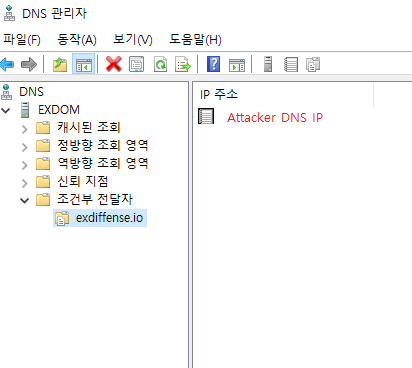 DNS 관리자
파일(F) 동작(A) 보기(V) 도움말(H)
DNS
EXDOM
캐시된 조회
정방향 조회 영역
역방향 조회 영역
신뢰 지점
조건부 전달자
exdiffense.io
IP 주소
Attacker DNS IP